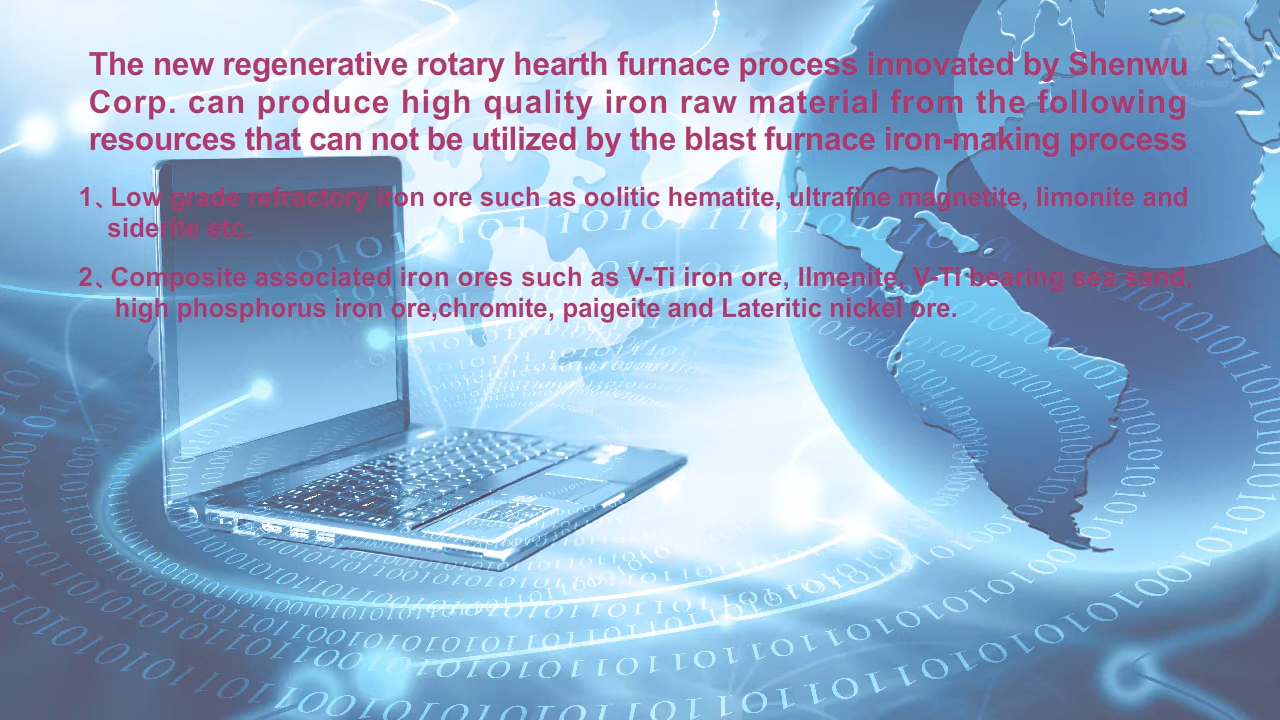 The new regenerative rotary hearth furnace process innovated by Shenwu
Corp. can produce high quality iron raw material from the following
resources that can not be utilized by the blast furnace iron-making process
1、Low grade refractory iron ore such as oolitic hematite, ultrafine magnetite, limonite and
siderite etc.
2、Composite associated iron ores such as V-Ti iron ore, Ilmenite, V-Ti bearing sea sand,
high phosphorus iron ore,chromite, paigeite and Lateritic nickel ore.